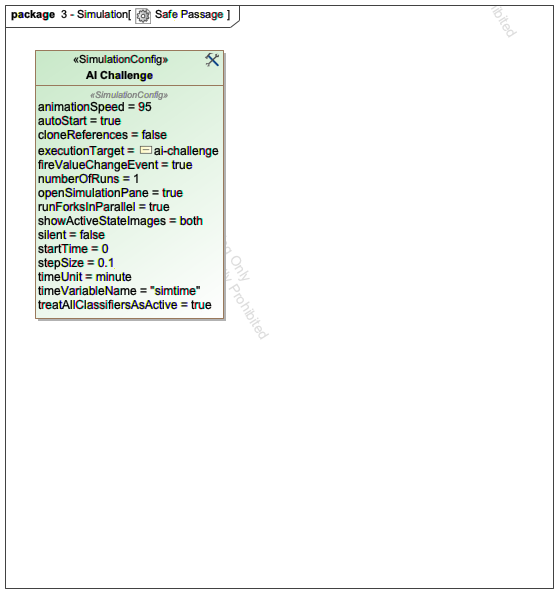 package 3 - Simulation[ Safe Passage ]
«SimulationConfig»
AI Challenge
«SimulationConfig»
animationSpeed = 95
autoStart = true
cloneReferences = false
executionTarget = ai-challenge
fireValueChangeEvent = true
numberOfRuns = 1
openSimulationPane = true
runForksInParallel = true
showActiveStateImages = both
silent = false
startTime = 0
stepSize = 0.1
timeUnit = minute
timeVariableName = "simtime"
treatAllClassifiersAsActive = true
Only
Prohibited